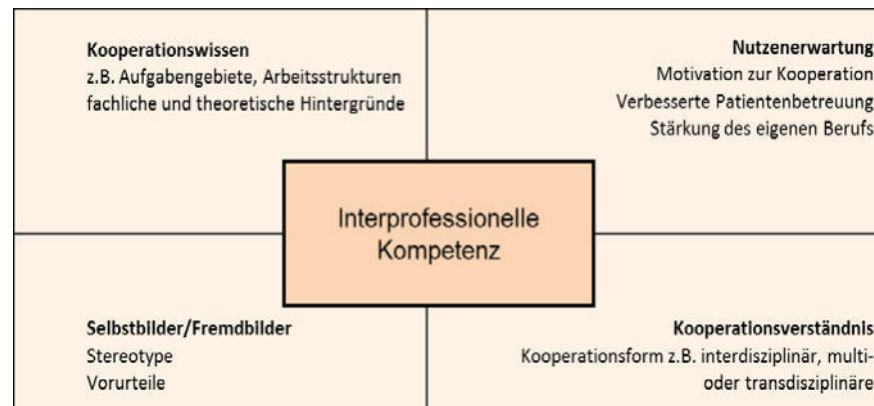 Kooperationswissen
z.B. Aufgabengebiete, Arbeitsstrukturen
fachliche und theoretische Hintergründe
Nutzenerwartung
Motivation zur Kooperation
Verbesserte Patientenbetreuung
Stärkung des eigenen Berufs
Interprofessionelle
Kompetenz
Selbstbilder/Fremdbilder
Stereotype
Vorurteile
Kooperationsverständnis
Kooperationsform z.B. interdisziplinär, multi-
oder transdisziplinäre